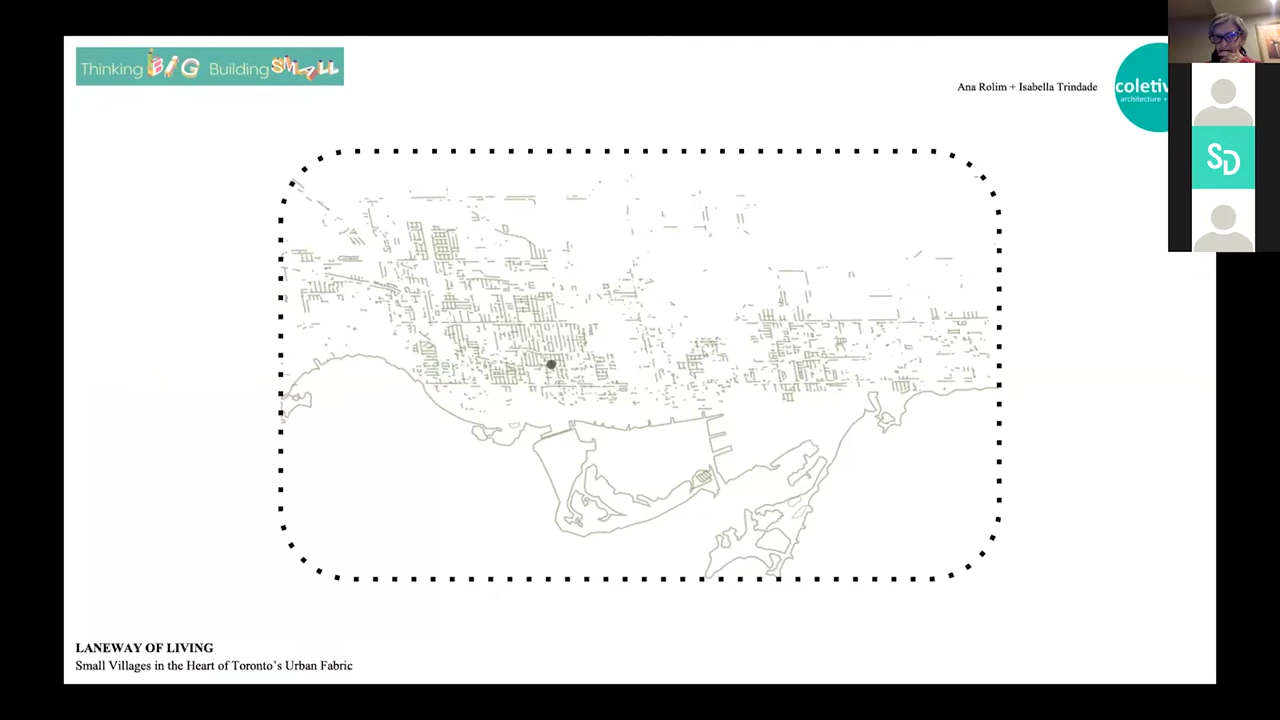 Thinking BIG Building SMALL
Ana Rolim + Isabella Trindade
coletiv
architecture +
SD
LANEWAY OF LIVING
Small Villages in the Heart of Toronto's Urban Fabric